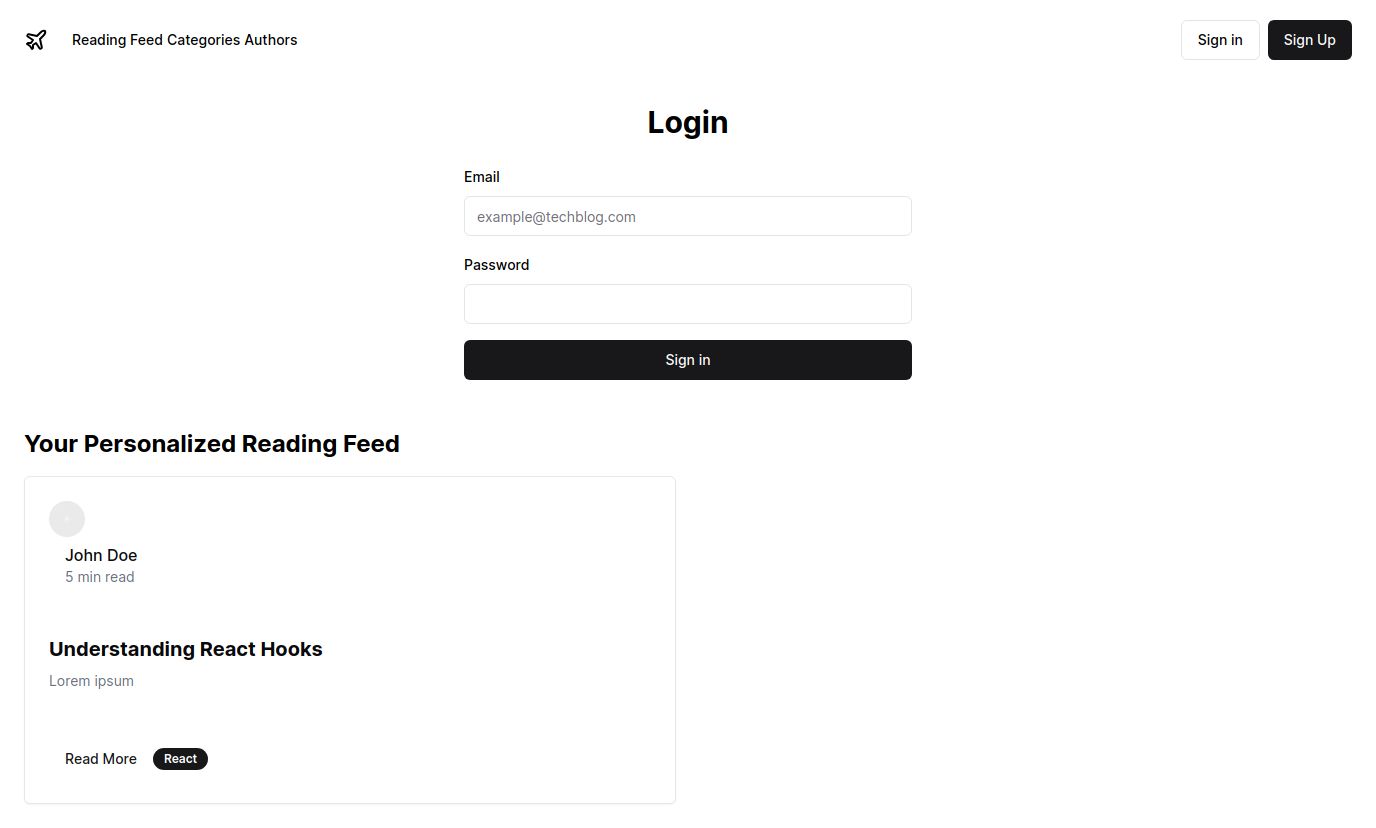 Reading Feed Categories Authors
Sign in
Sign Up
Login
Email
example@techblog.com
Password
Sign in
Your Personalized Reading Feed
John Doe
5 min read
Understanding React Hooks
Lorem ipsum
Read More
React